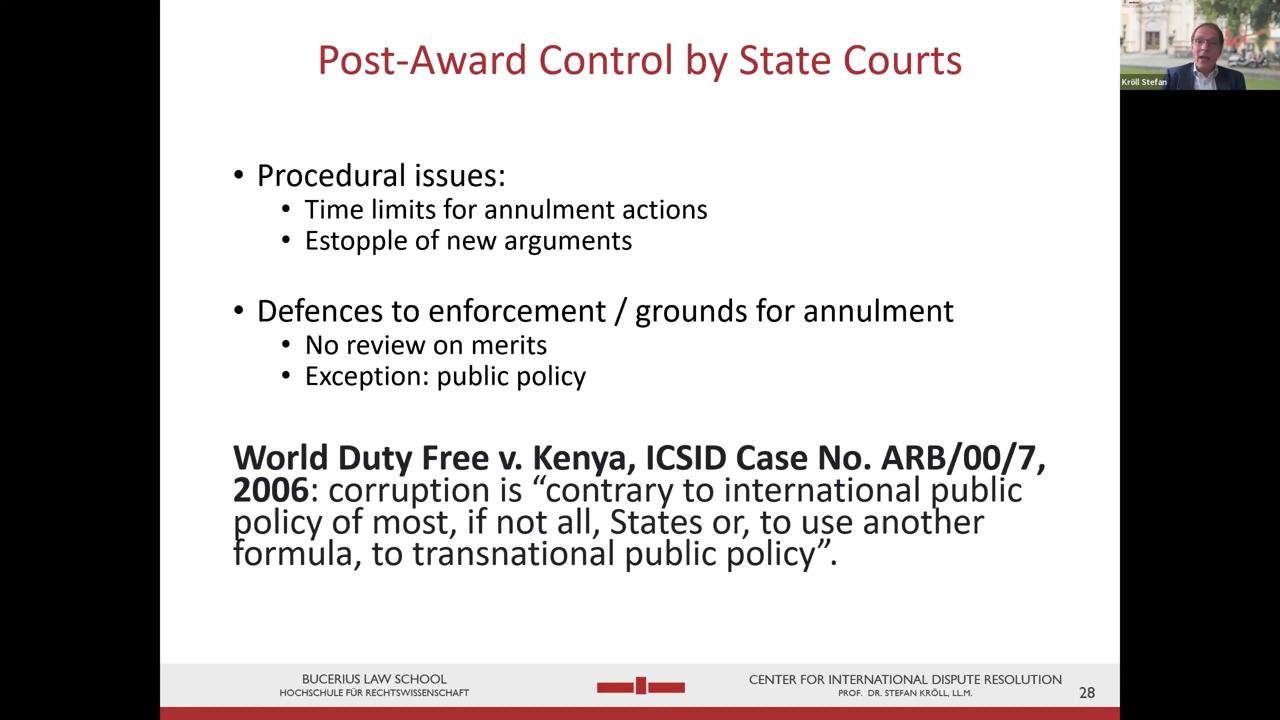 Post-Award Control by State Courts
Kröll Stefan
• Procedural issues:
• Time limits for annulment actions
• Estopple of new arguments
• Defences to enforcement / grounds for annulment
• No review on merits
• Exception: public policy
World Duty Free v. Kenya, ICSID Case No. ARB/00/7,
2006: corruption is “contrary to international public
policy of most, if not all, States or, to use another
formula, to transnational public policy”.
BUCERIUS LAW SCHOOL
HOCHSCHULE FÜR RECHTSWISSENSCHAFT
CENTER FOR INTERNATIONAL DISPUTE RESOLUTION
PROF. DR. STEFAN KRÖLL, LL.M.
28